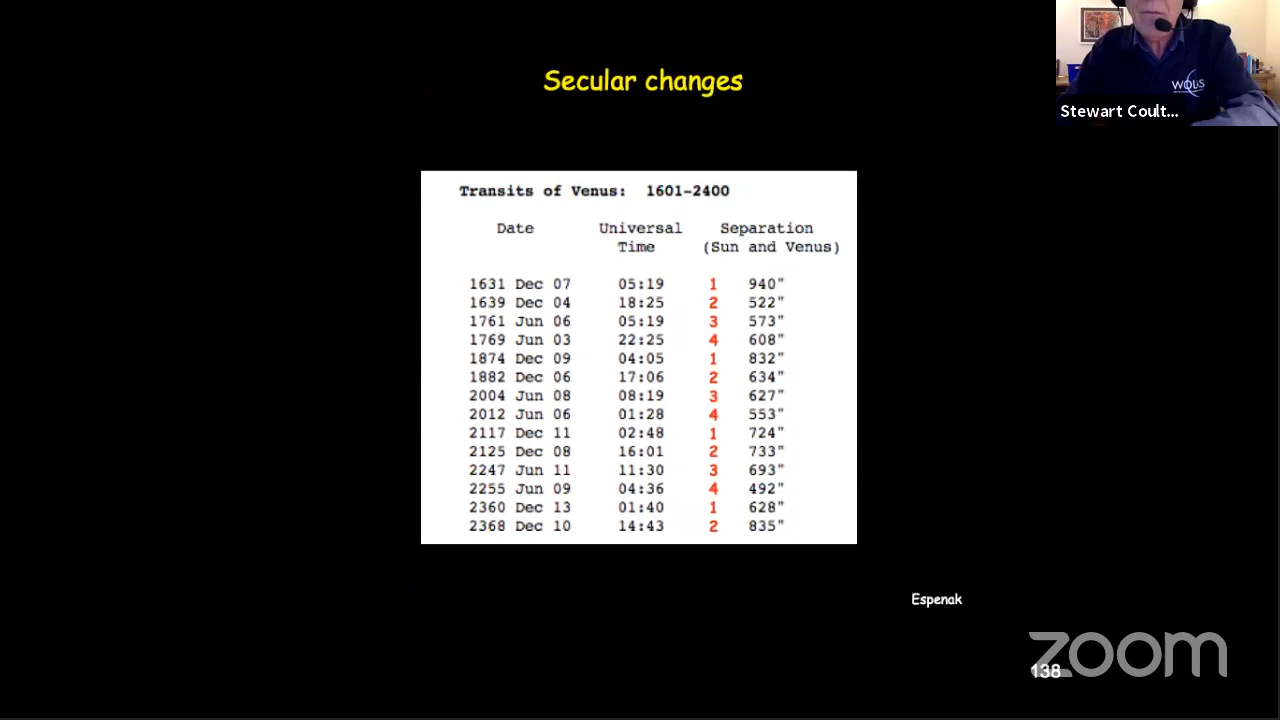 Secular changes
WOLAS
Stewart Coult...
Transits of Venus: 1601-2400
Date Universal Separation
Time (Sun and Venus)
1631 Dec 07 05:19 1 940"
1639 Dec 04 18:25 2 522"
1761 Jun 06 05:19 3 573"
1769 Jun 03 22:25 4 608"
1874 Dec 09 04:05 1 832"
1882 Dec 06 17:06 2 634"
2004 Jun 08 08:19 3 627"
2012 Jun 06 01:28 4 553"
2117 Dec 11 02:48 1 724"
2125 Dec 08 16:01 2 733"
2247 Jun 11 11:30 3 693"
2255 Jun 09 04:36 4 492"
2360 Dec 13 01:40 1 628"
2368 Dec 10 14:43 2 835"
Espenak
zoom
138